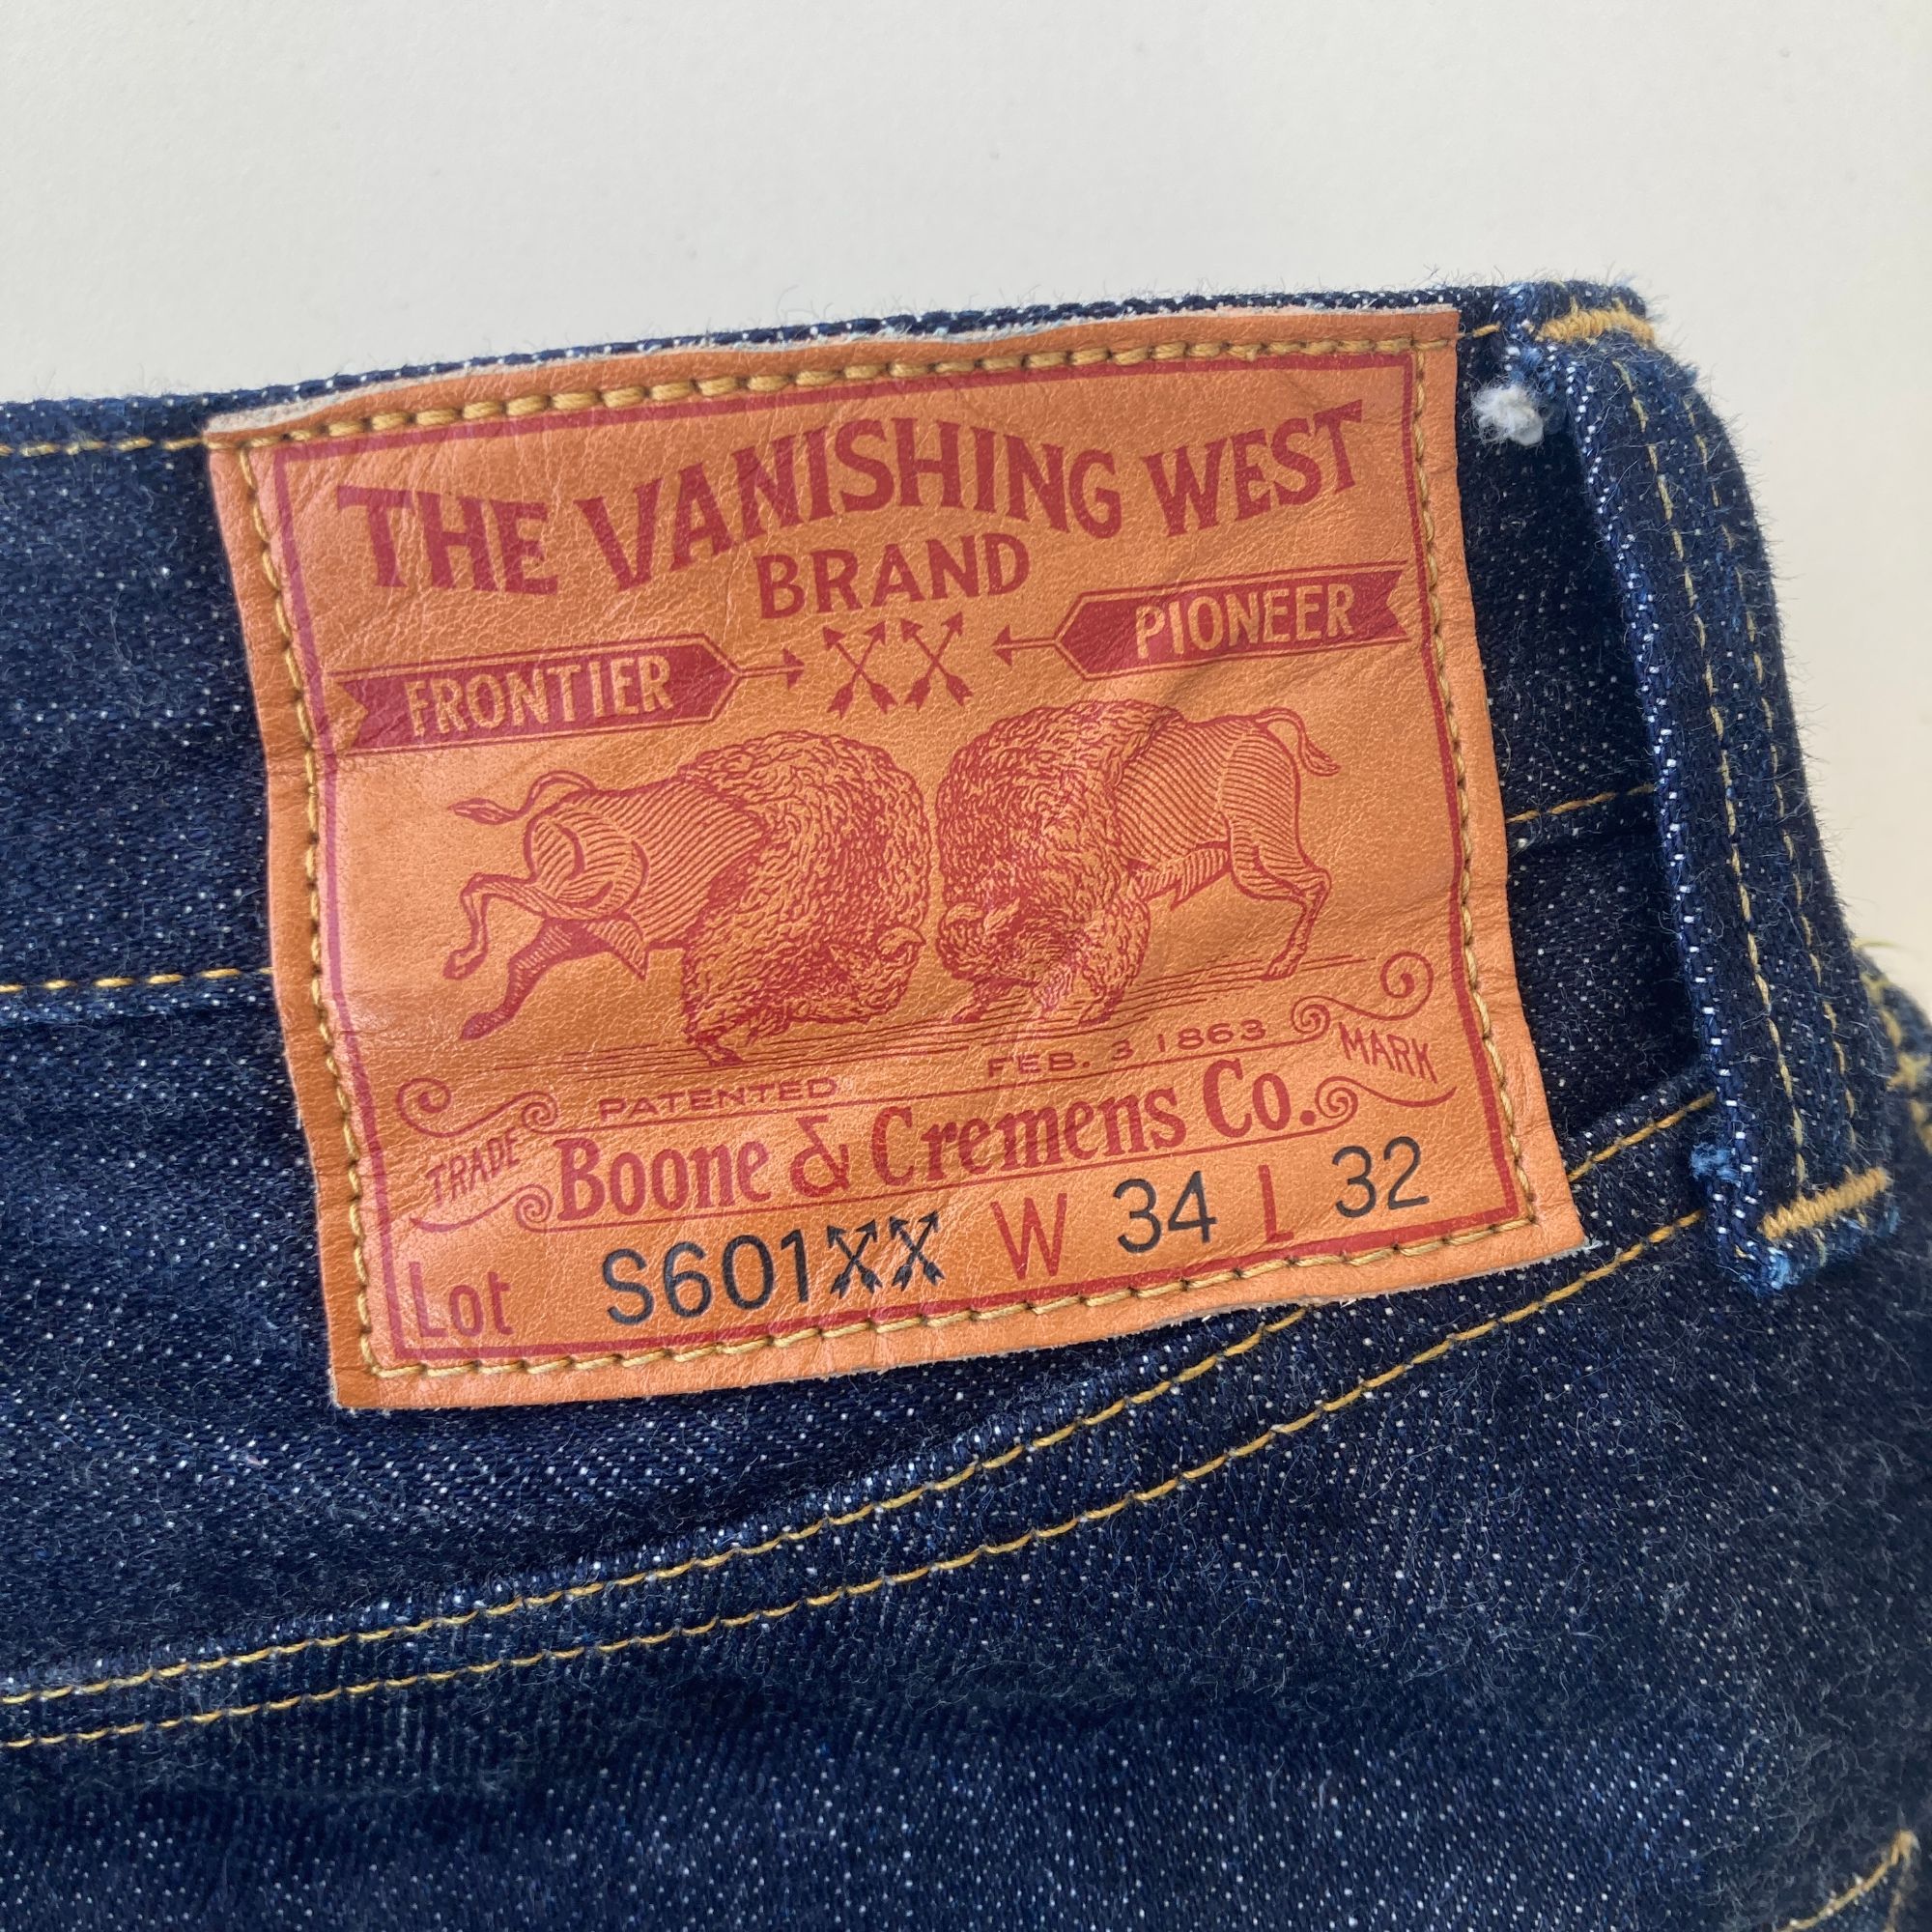 THE VANISHING WEST
BRAND
FRONTIER XX PIONEER
PATENTED FEB. 3 1863
TRADE Boone & Cremens Co. MARK
Lot S601XX W 34 L 32